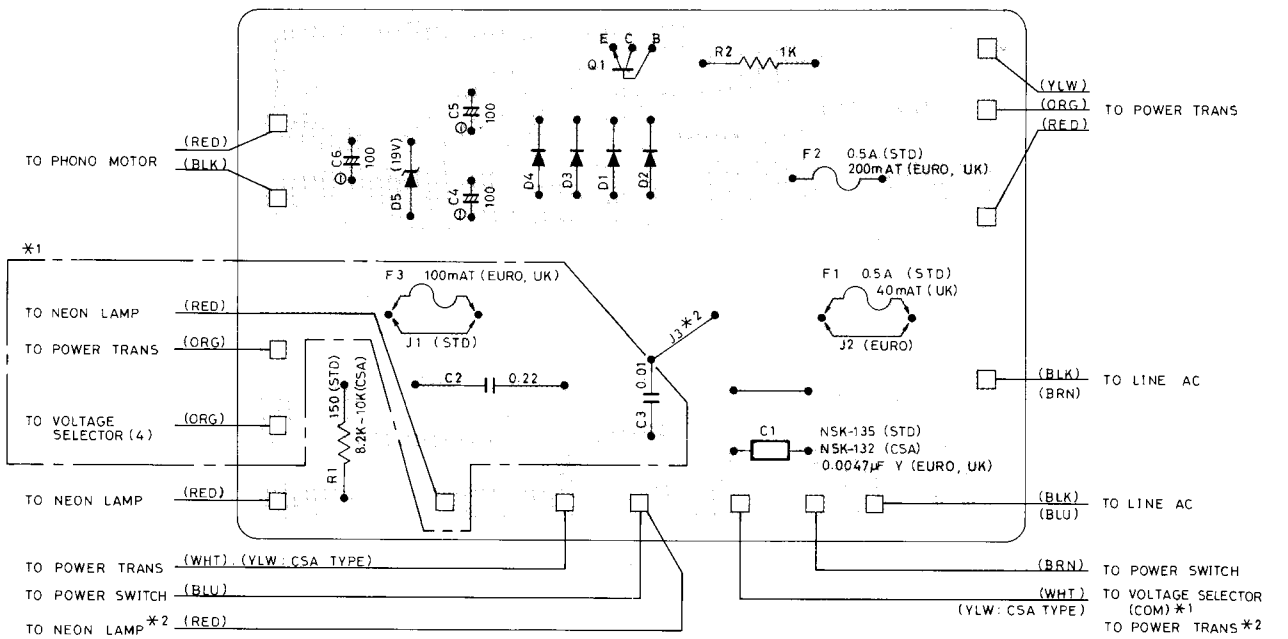 E C B
Q1
R2 1K
(YLW)
(ORG) TO POWER TRANS
(RED)
(RED)
TO PHONO MOTOR
(BLK)
C5
100
C6
100
D5 (19V)
C4
100
D4 D3 D1 D2
F2 0.5A (STD)
200mAT (EURO, UK)
*1
F3 100mAT (EURO, UK)
J1 (STD)
F1 0.5A (STD)
40mAT (UK)
J2 (EURO)
TO NEON LAMP (RED)
TO POWER TRANS (ORG)
J3 *2
C2 0.22
C3 0.01
R1 150 (STD)
8.2K~10K (CSA)
(BLK) TO LINE AC
(BRN)
TO VOLTAGE (ORG)
SELECTOR (4)
C1
NSK-135 (STD)
NSK-132 (CSA)
0.0047μF Y (EURO, UK)
TO NEON LAMP (RED)
(BLK) TO LINE AC
(BLU)
TO POWER TRANS (WHT). (YLW: CSA TYPE)
(BRN) TO POWER SWITCH
TO POWER SWITCH (BLU)
(WHT) TO VOLTAGE SELECTOR
(YLW: CSA TYPE) (COM) *1
TO NEON LAMP *2 (RED)
TO POWER TRANS *2